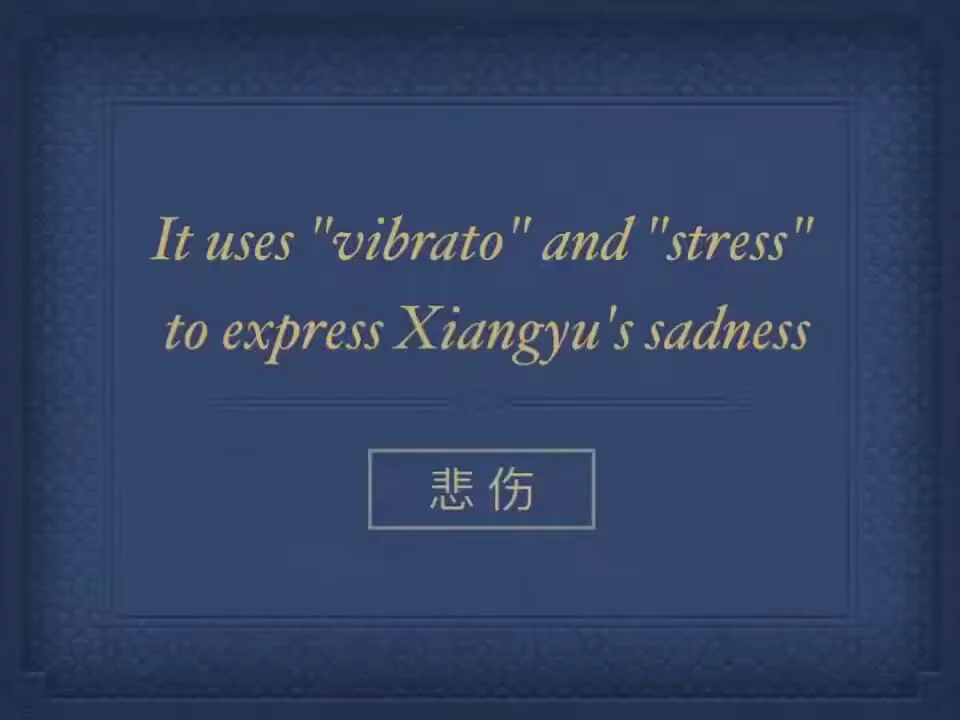 It uses "vibrato" and "stress"
to express Xiangyu's sadness
悲伤